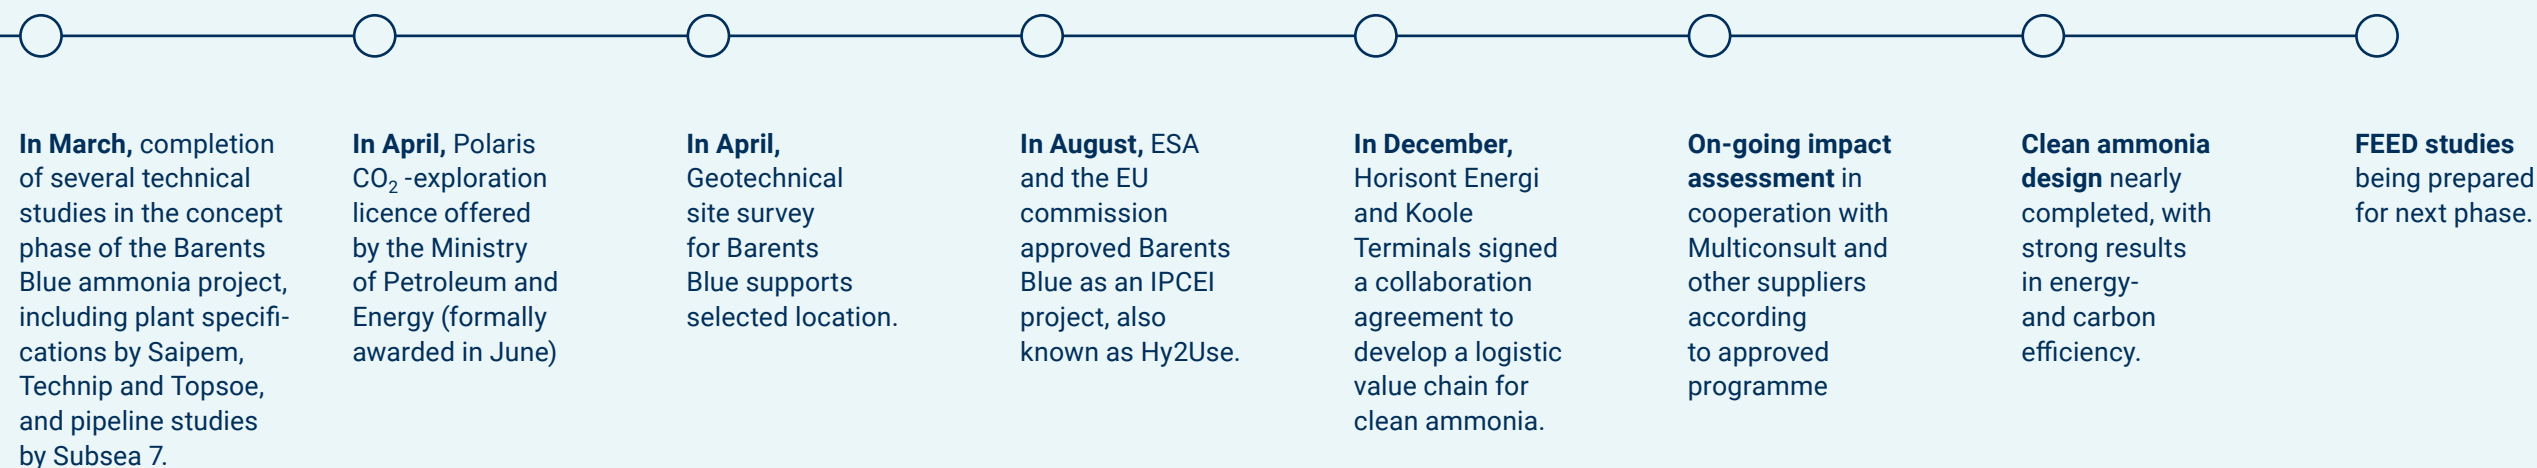 In March, completion
of several technical
studies in the concept
phase of the Barents
Blue ammonia project,
including plant specifi-
cations by Saipem,
Technip and Topsoe,
and pipeline studies
by Subsea 7.
In April, Polaris
CO₂ -exploration
licence offered
by the Ministry
of Petroleum and
Energy (formally
awarded in June)
In April,
Geotechnical
site survey
for Barents
Blue supports
selected location.
In August, ESA
and the EU
commission
approved Barents
Blue as an IPCEI
project, also
known as Hy2Use.
In December,
Horisont Energi
and Koole
Terminals signed
a collaboration
agreement to
develop a logistic
value chain for
clean ammonia.
On-going impact
assessment in
cooperation with
Multiconsult and
other suppliers
according
to approved
programme
Clean ammonia
design nearly
completed, with
strong results
in energy-
and carbon
efficiency.
FEED studies
being prepared
for next phase.